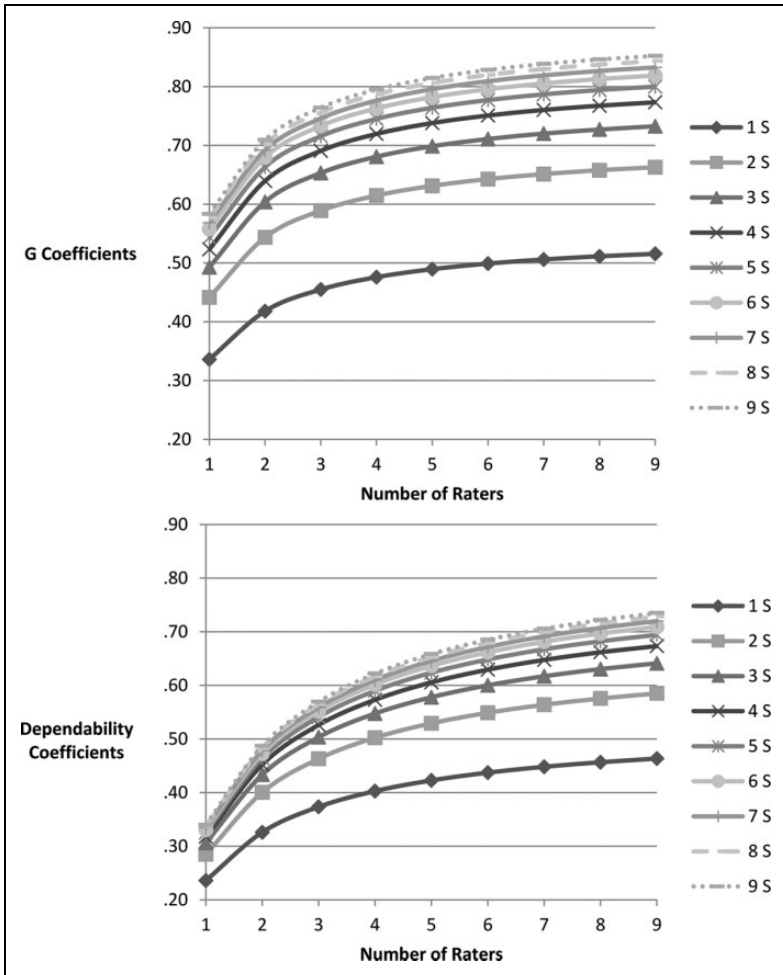 .90
.80
.70
.60
.50
.40
.30
.20
G Coefficients
1 2 3 4 5 6 7 8 9
Number of Raters
1 S
2 S
3 S
4 S
5 S
6 S
7 S
8 S
9 S
.90
.80
.70
.60
.50
.40
.30
.20
Dependability
Coefficients
1 2 3 4 5 6 7 8 9
Number of Raters
1 S
2 S
3 S
4 S
5 S
6 S
7 S
8 S
9 S